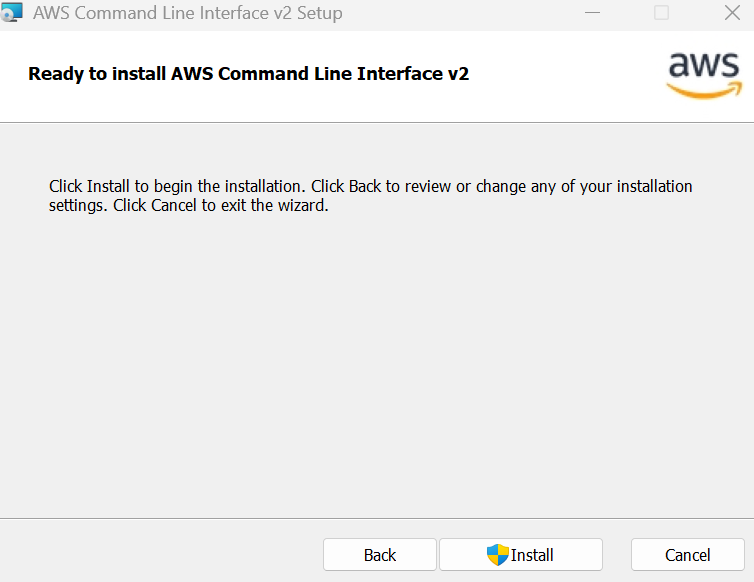 AWS Command Line Interface v2 Setup
Ready to install AWS Command Line Interface v2
aws
Click Install to begin the installation. Click Back to review or change any of your installation
settings. Click Cancel to exit the wizard.
Back
Install
Cancel